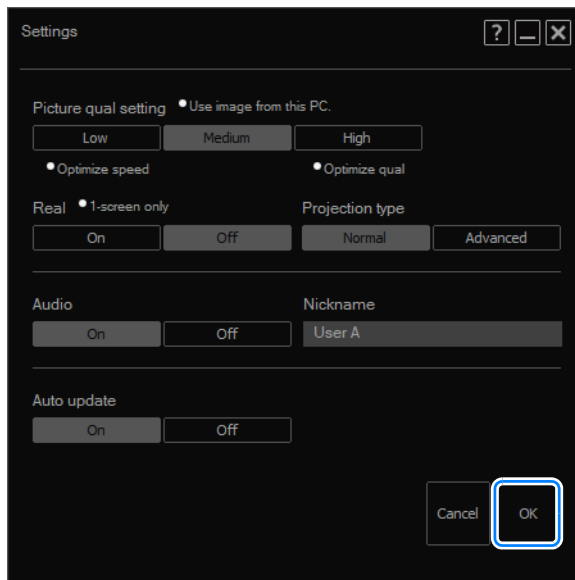 Settings ?
Picture qual setting Use image from this PC.
Low Medium High
Optimize speed Optimize qual
Real 1-screen only Projection type
On Off Normal Advanced
Audio Nickname
On Off User A
Auto update
On Off
Cancel OK